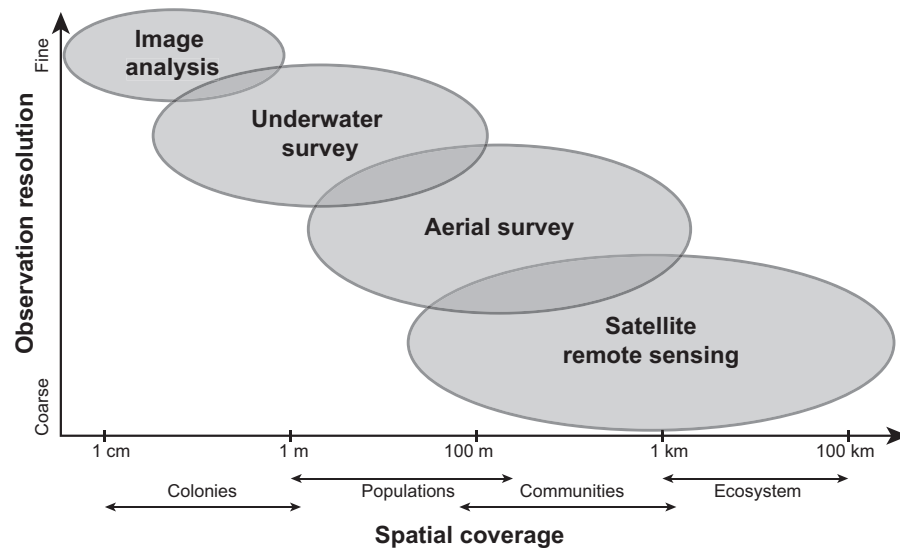 Image
analysis
Underwater
survey
Aerial survey
Satellite
remote sensing
Observation resolution
Fine
Coarse
1 cm
1 m
100 m
1 km
100 km
Colonies
Populations
Communities
Ecosystem
Spatial coverage